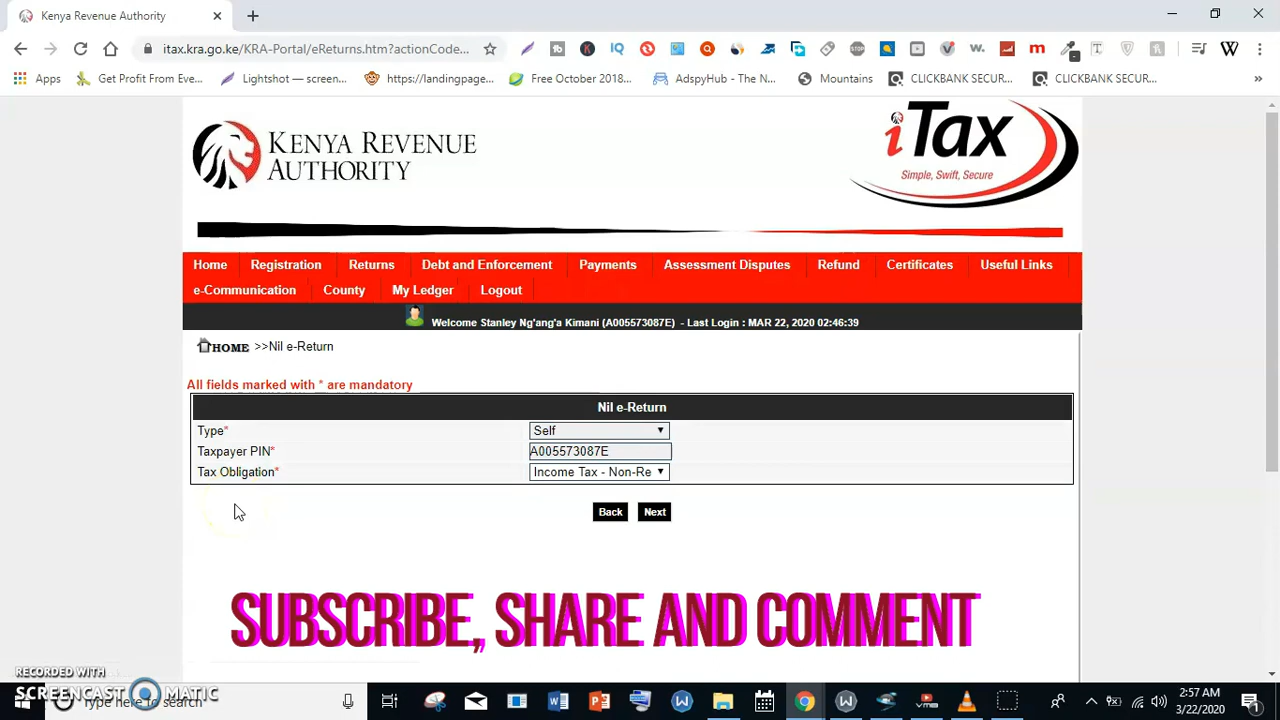 Kenya Revenue Authority
itax.kra.go.ke/KRA-Portal/eReturns.htm?actionCode...
Apps
Get Profit From Eve...
Lightshot — screen...
https://landingpage...
Free October 2018...
AdspyHub - The N...
Mountains
CLICKBANK SECUR...
CLICKBANK SECUR...
KENYA REVENUE
AUTHORITY
iTax
Simple, Swift, Secure
Home Registration Returns Debt and Enforcement Payments Assessment Disputes Refund Certificates Useful Links
e-Communication County My Ledger Logout
Welcome Stanley Ng'ang'a Kimani (A005573087E) - Last Login : MAR 22, 2020 02:46:39
HOME >>Nil e-Return
All fields marked with * are mandatory
Nil e-Return
Type* Self
Taxpayer PIN* A005573087E
Tax Obligation* Income Tax - Non-Re
Back Next
SUBSCRIBE, SHARE AND COMMENT
RECORDED WITH
SCREENCAST MATIC
Type here to search
2:57 AM
3/22/2020